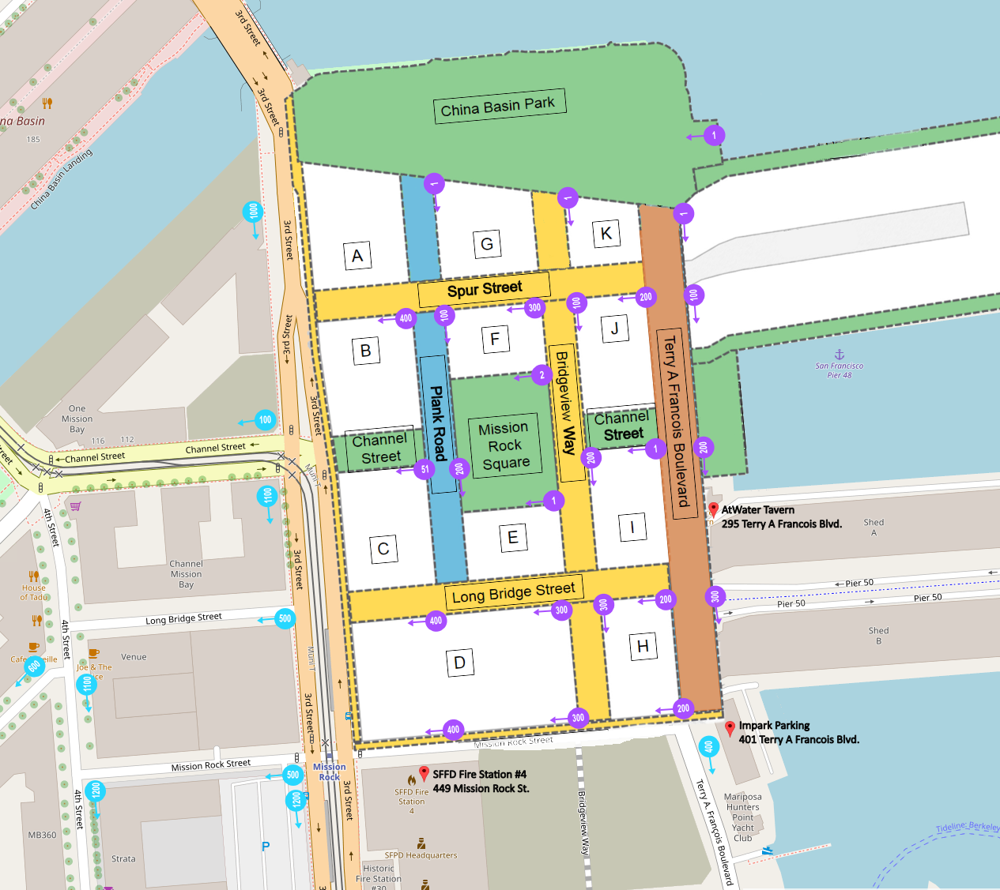 3rd Street
3rd Street
China Basin Park
na Basin
185
China Basin Landing
1
1
1
1
1000
3rd Street
A
G
K
Spur Street
100
200
300
100
400
100
3rd Street
B
F
J
Terry A Francois Boulevard
Bridgeview Way
San Francisco
Pier 48
2
Plank Road
3rd Street
One
Mission
Bay
116
112
100
Channel
Street
Mission
Rock
Square
Channel
Street
Channel Street
Channel Street
1
200
200
51
200
Muni T
1100
1
4th Street
AtWater Tavern
295 Terry A Francois Blvd.
Shed
A
C
E
I
3rd Street
Channel
Mission
Bay
House
of Tadu
Long Bridge Street
Pier 50
Pier 50
Pier 50
300
200
300
300
400
500
Long Bridge Street
4th Street
Shed
B
D
H
Venue
Joe & The
600
1100
Muni T
3rd Street
200
300
400
Impark Parking
401 Terry A Francois Blvd.
400
Mission Rock Street
Mission Rock Street
Mission
Rock
500
SFFD Fire Station #4
449 Mission Rock St.
SFFD Fire
Station
4
1200
1200
4th Street
3rd Street
Bridgeview Way
Terry A. François Boulevard
Mariposa
Hunters
Point
Yacht
Club
Tideline: Berkeley
MB360
Strata
P
SFPD Headquarters
Historic
Fire Station
#30